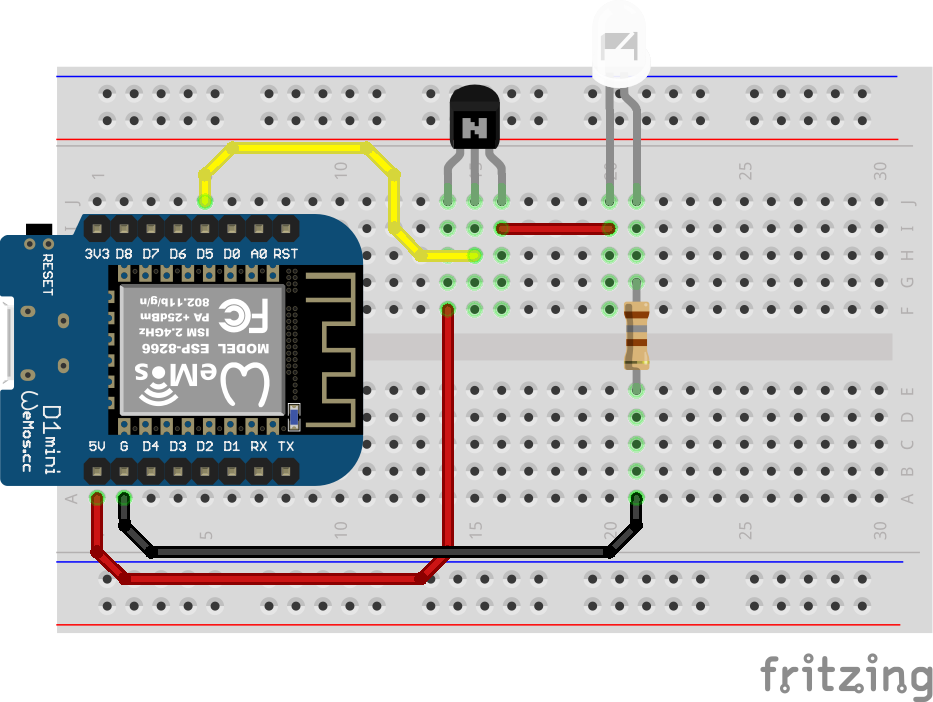 1 5 10 15 20 25 30
J J
I I
H H
G G
F F
3V3 D8 D7 D6 D5 D0 A0 RST
RESET
MODEL ESP-8266
ISM 2.4GHz
PA +25dBm
802.11b/g/n
FC
WeMos
N
D1 mini
WeMos.cc
5V G D4 D3 D2 D1 RX TX
E E
D D
C C
B B
A A
5 10 15 20 25 30
fritzing